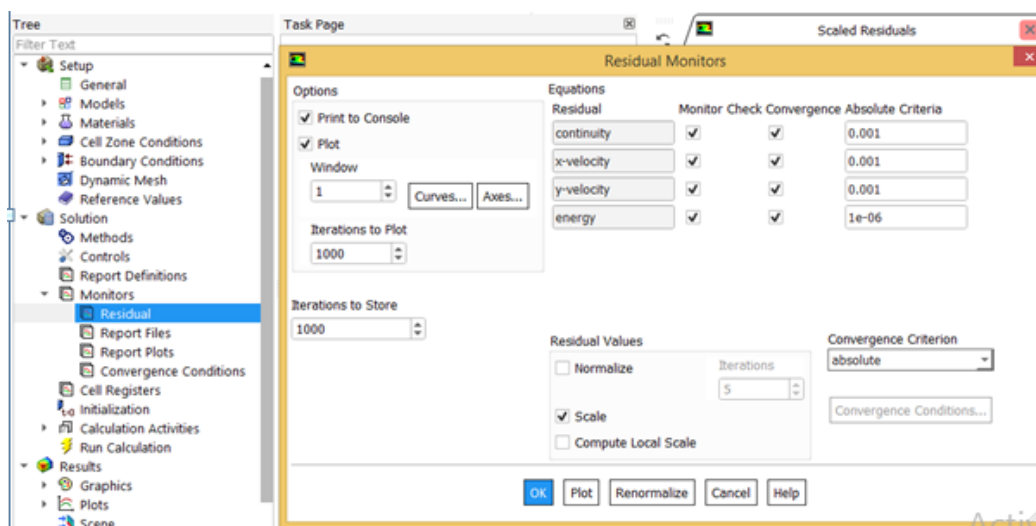 Tree
Filter Text
Setup
General
Models
Materials
Cell Zone Conditions
Boundary Conditions
Dynamic Mesh
Reference Values
Solution
Methods
Controls
Report Definitions
Monitors
Residual
Report Files
Report Plots
Convergence Conditions
Cell Registers
Initialization
Calculation Activities
Run Calculation
Results
Graphics
Plots
Scene
Task Page
Scaled Residuals
Residual Monitors
Options
Print to Console
Plot
Window
1
Curves... Axes...
Iterations to Plot
1000
Iterations to Store
1000
Equations
Residual Monitor Check Convergence Absolute Criteria
continuity 0.001
x-velocity 0.001
y-velocity 0.001
energy 1e-06
Residual Values
Normalize
Iterations
5
Scale
Compute Local Scale
Convergence Criterion
absolute
Convergence Conditions...
OK Plot Renormalize Cancel Help